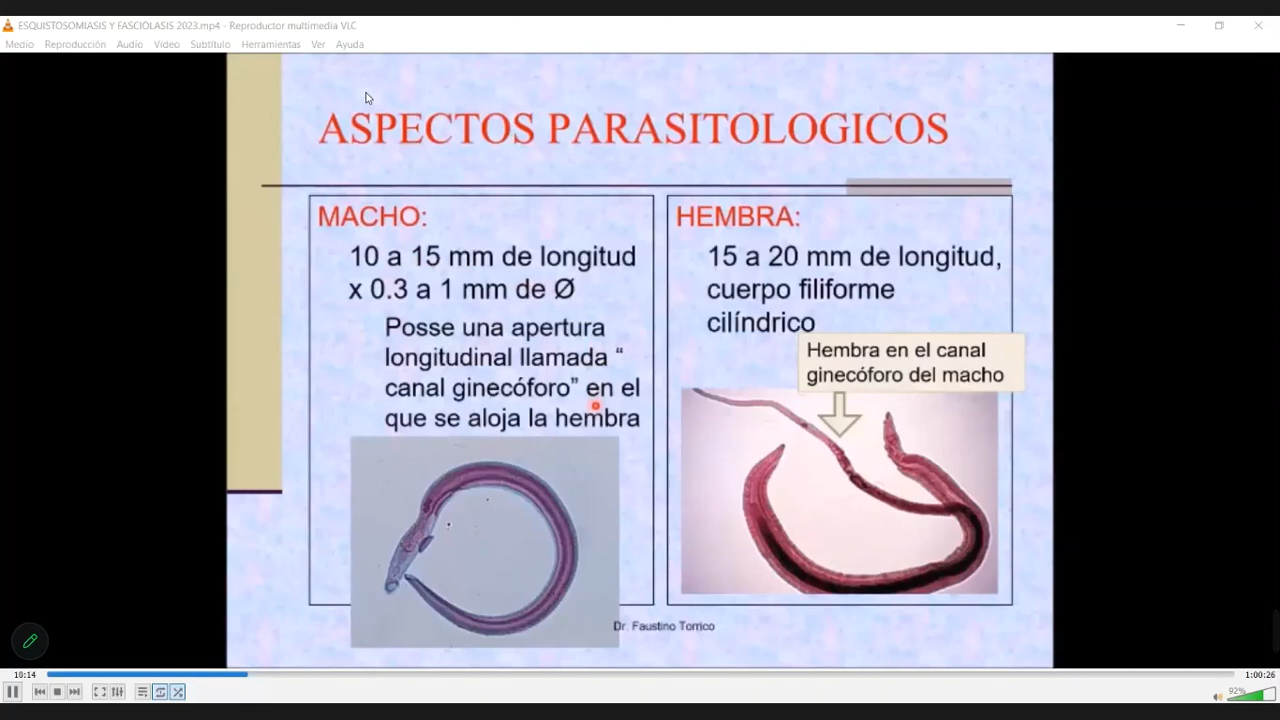 ESQUISTOSOMIASIS Y FASCIOLASIS 2023.mp4 - Reproductor multimedia VLC
Medio Reproducción Audio Vídeo Subtítulo Herramientas Ver Ayuda
ASPECTOS PARASITOLOGICOS
MACHO:
10 a 15 mm de longitud
x 0.3 a 1 mm de Ø
Posse una apertura
longitudinal llamada “
canal ginecóforo” en el
que se aloja la hembra
HEMBRA:
15 a 20 mm de longitud,
cuerpo filiforme
cilíndrico
Hembra en el canal
ginecóforo del macho
Dr. Faustino Torrico
10:14
1:00:26
92%